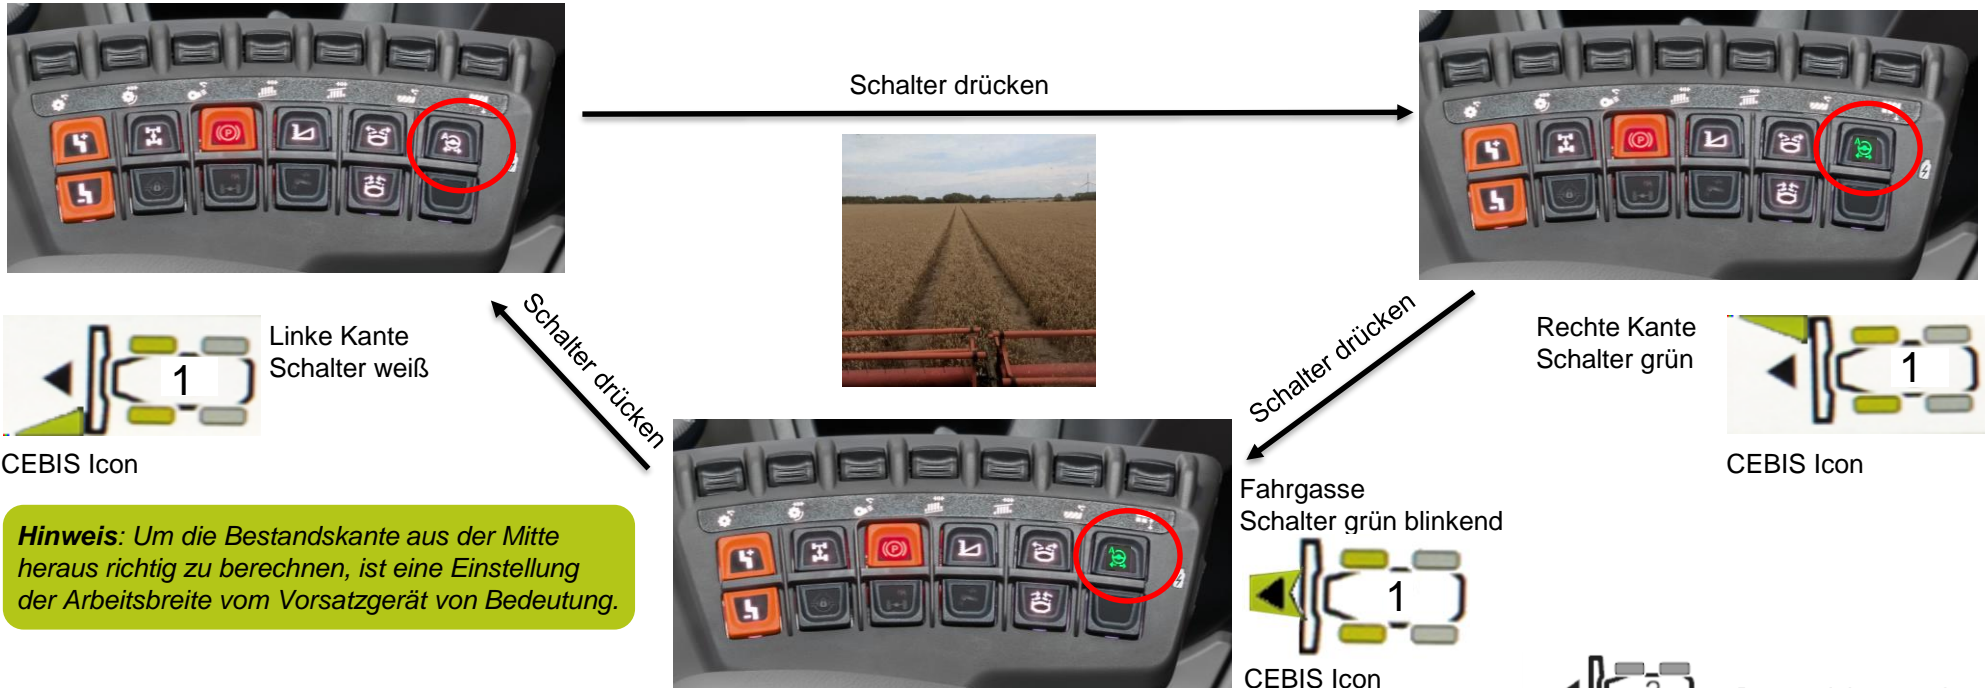 Schalter drücken
Linke Kante
Schalter weiß
1
CEBIS Icon
Schalter drücken
Schalter drücken
Rechte Kante
Schalter grün
1
CEBIS Icon
Hinweis: Um die Bestandskante aus der Mitte
heraus richtig zu berechnen, ist eine Einstellung
der Arbeitsbreite vom Vorsatzgerät von Bedeutung.
Fahrgasse
Schalter grün blinkend
1
CEBIS Icon